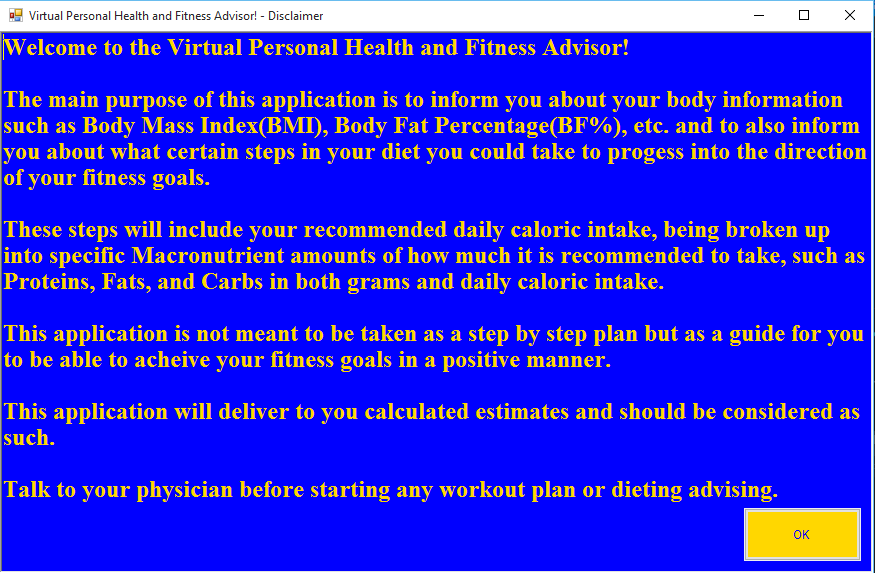 Virtual Personal Health and Fitness Advisor! - Disclaimer
Welcome to the Virtual Personal Health and Fitness Advisor!
The main purpose of this application is to inform you about your body information
such as Body Mass Index(BMI), Body Fat Percentage(BF%), etc. and to also inform
you about what certain steps in your diet you could take to progess into the direction
of your fitness goals.
These steps will include your recommended daily caloric intake, being broken up
into specific Macronutrient amounts of how much it is recommended to take, such as
Proteins, Fats, and Carbs in both grams and daily caloric intake.
This application is not meant to be taken as a step by step plan but as a guide for you
to be able to acheive your fitness goals in a positive manner.
This application will deliver to you calculated estimates and should be considered as
such.
Talk to your physician before starting any workout plan or dieting advising.
OK